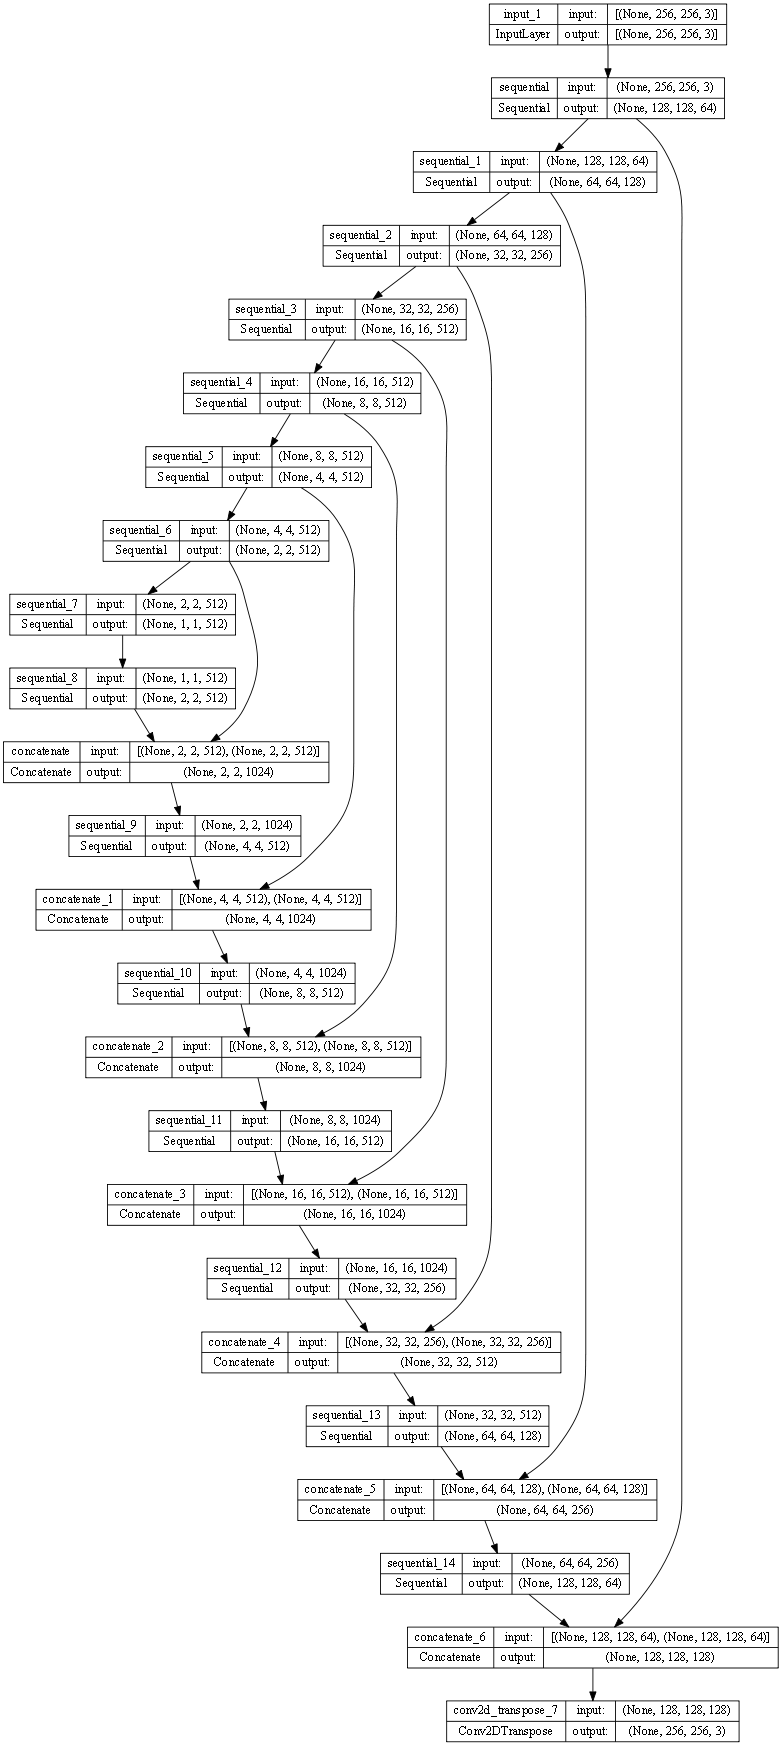 input_1 input: [(None, 256, 256, 3)]
InputLayer output: [(None, 256, 256, 3)]
sequential input: (None, 256, 256, 3)
Sequential output: (None, 128, 128, 64)
sequential_1 input: (None, 128, 128, 64)
Sequential output: (None, 64, 64, 128)
sequential_2 input: (None, 64, 64, 128)
Sequential output: (None, 32, 32, 256)
sequential_3 input: (None, 32, 32, 256)
Sequential output: (None, 16, 16, 512)
sequential_4 input: (None, 16, 16, 512)
Sequential output: (None, 8, 8, 512)
sequential_5 input: (None, 8, 8, 512)
Sequential output: (None, 4, 4, 512)
sequential_6 input: (None, 4, 4, 512)
Sequential output: (None, 2, 2, 512)
sequential_7 input: (None, 2, 2, 512)
Sequential output: (None, 1, 1, 512)
sequential_8 input: (None, 1, 1, 512)
Sequential output: (None, 2, 2, 512)
concatenate input: [(None, 2, 2, 512), (None, 2, 2, 512)]
Concatenate output: (None, 2, 2, 1024)
sequential_9 input: (None, 2, 2, 1024)
Sequential output: (None, 4, 4, 512)
concatenate_1 input: [(None, 4, 4, 512), (None, 4, 4, 512)]
Concatenate output: (None, 4, 4, 1024)
sequential_10 input: (None, 4, 4, 1024)
Sequential output: (None, 8, 8, 512)
concatenate_2 input: [(None, 8, 8, 512), (None, 8, 8, 512)]
Concatenate output: (None, 8, 8, 1024)
sequential_11 input: (None, 8, 8, 1024)
Sequential output: (None, 16, 16, 512)
concatenate_3 input: [(None, 16, 16, 512), (None, 16, 16, 512)]
Concatenate output: (None, 16, 16, 1024)
sequential_12 input: (None, 16, 16, 1024)
Sequential output: (None, 32, 32, 256)
concatenate_4 input: [(None, 32, 32, 256), (None, 32, 32, 256)]
Concatenate output: (None, 32, 32, 512)
sequential_13 input: (None, 32, 32, 512)
Sequential output: (None, 64, 64, 128)
concatenate_5 input: [(None, 64, 64, 128), (None, 64, 64, 128)]
Concatenate output: (None, 64, 64, 256)
sequential_14 input: (None, 64, 64, 256)
Sequential output: (None, 128, 128, 64)
concatenate_6 input: [(None, 128, 128, 64), (None, 128, 128, 64)]
Concatenate output: (None, 128, 128, 128)
conv2d_transpose_7 input: (None, 128, 128, 128)
Conv2DTranspose output: (None, 256, 256, 3)